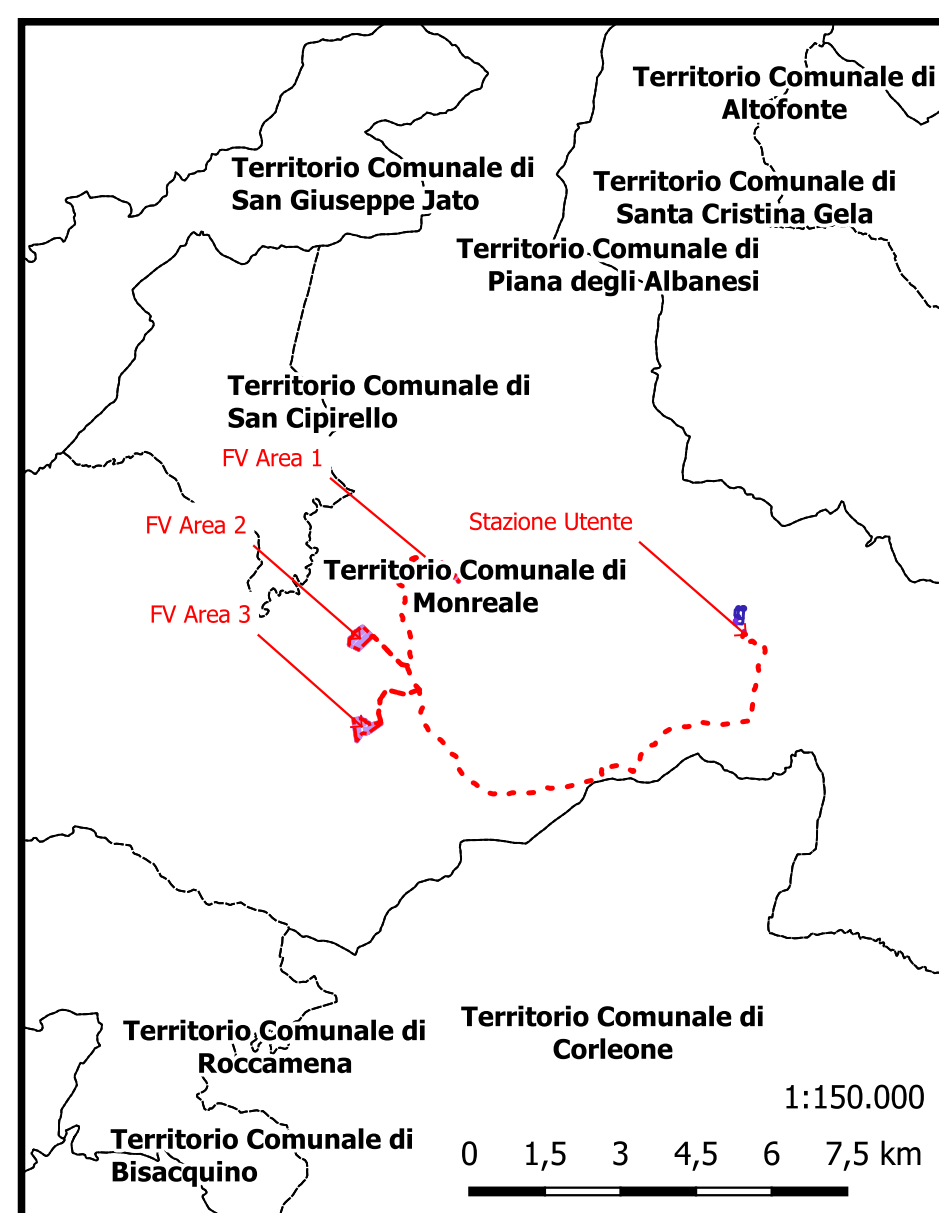 Territorio Comunale di
Altofonte
Territorio Comunale di
San Giuseppe Jato
Territorio Comunale di
Santa Cristina Gela
Territorio Comunale di
Piana degli Albanesi
Territorio Comunale di
San Cipirello
FV Area 1
FV Area 2
Stazione Utente
Territorio Comunale di
Monreale
FV Area 3
Territorio Comunale di
Corleone
Territorio Comunale di
Roccamena
1:150.000
Territorio Comunale di
Bisacquino
0 1,5 3 4,5 6 7,5 km